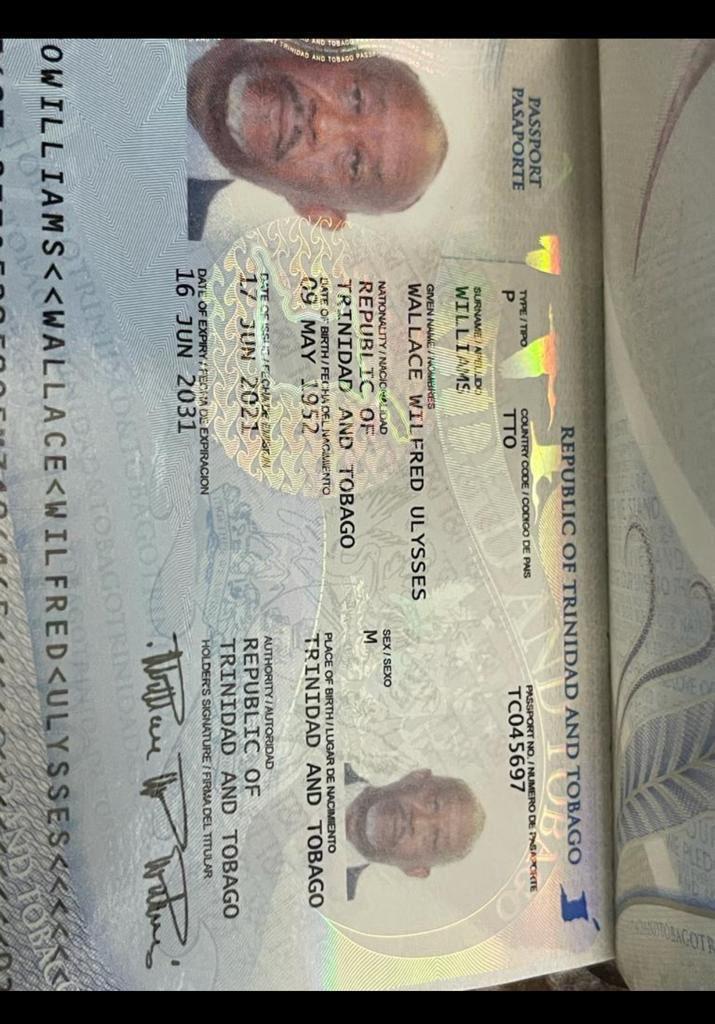 REPUBLIC OF TRINIDAD AND TOBAGO
PASSPORT
PASAPORTE
TYPE / TIPO
P
COUNTRY CODE / CODIGO DE PAIS
TTO
PASSPORT NO. / NUMERO DE PASAPORTE
TC045697
SURNAME / APELLIDO
WILLIAMS
GIVEN NAME / NOMBRES
WALLACE WILFRED ULYSSES
NATIONALITY / NACIONALIDAD
REPUBLIC OF
TRINIDAD AND TOBAGO
SEX / SEXO
M
DATE OF BIRTH / FECHA DEL NACIMIENTO
09 MAY 1952
PLACE OF BIRTH / LUGAR DE NACIMIENTO
TRINIDAD AND TOBAGO
DATE OF ISSUE / FECHA DE EMISION
17 JUN 2021
AUTHORITY / AUTORIDAD
REPUBLIC OF
TRINIDAD AND TOBAGO
DATE OF EXPIRY / FECHA DE EXPIRACION
16 JUN 2031
HOLDER'S SIGNATURE / FIRMA DEL TITULAR
OWILLIAMS<<WALLACE<WILFRED<ULYSSES<<<<<